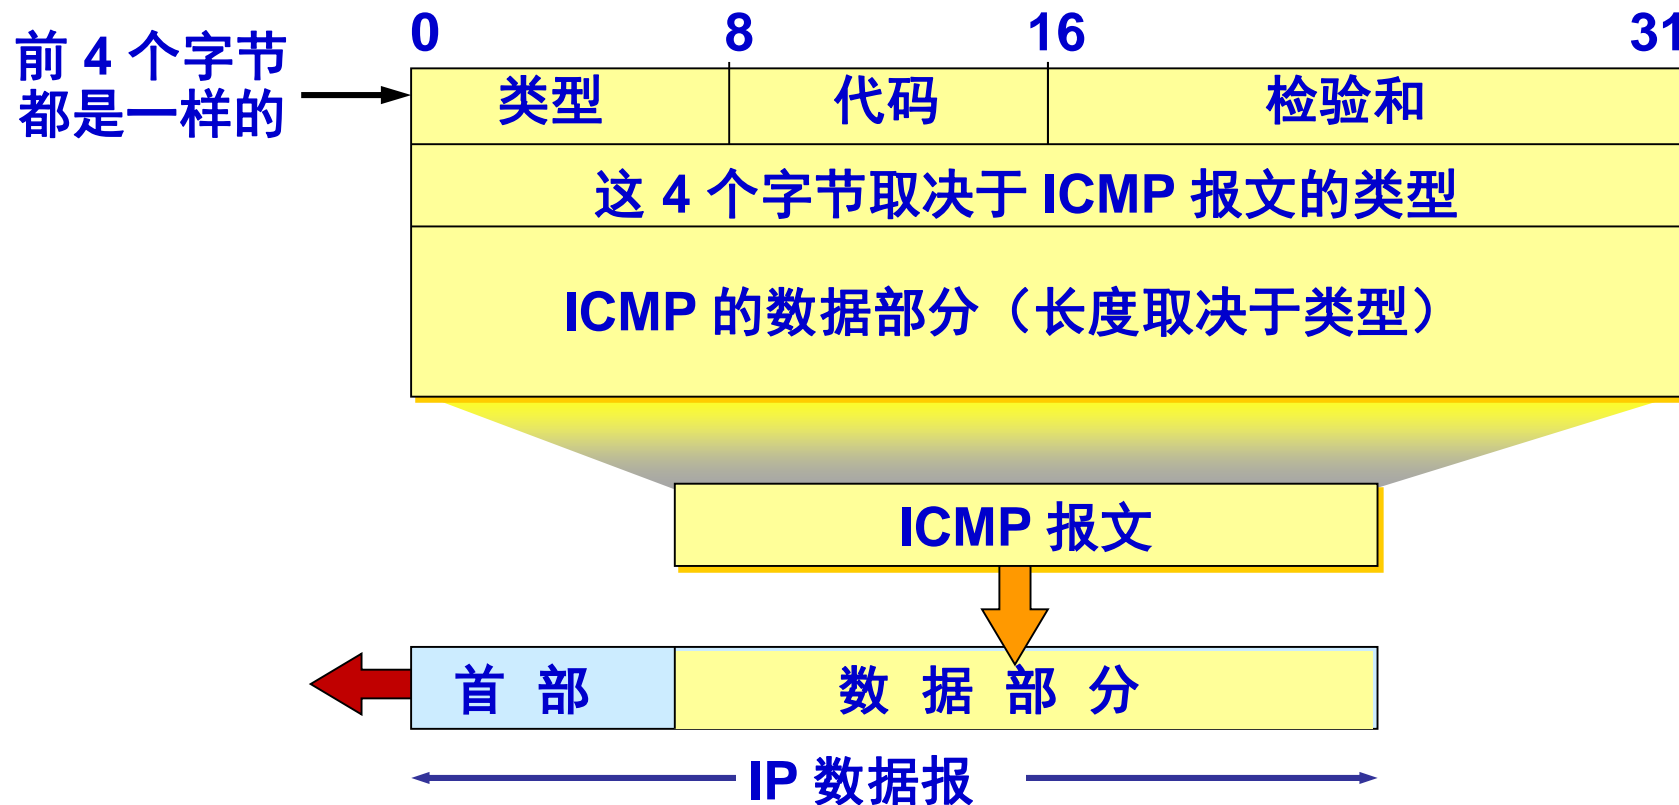 0 8 16 31
前 4 个字节
都是一样的
类型 代码 检验和
这 4 个字节取决于 ICMP 报文的类型
ICMP 的数据部分（长度取决于类型）
ICMP 报文
首 部 数 据 部 分
IP 数据报